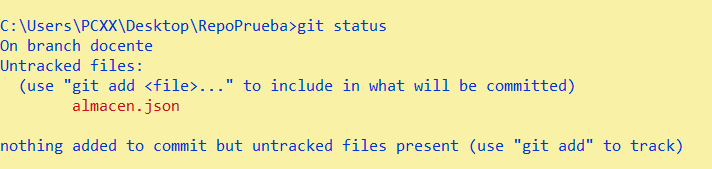 C:\Users\PCXX\Desktop\RepoPrueba>git status
On branch docente
Untracked files:
  (use "git add <file>..." to include in what will be committed)
        almacen.json

nothing added to commit but untracked files present (use "git add" to track)